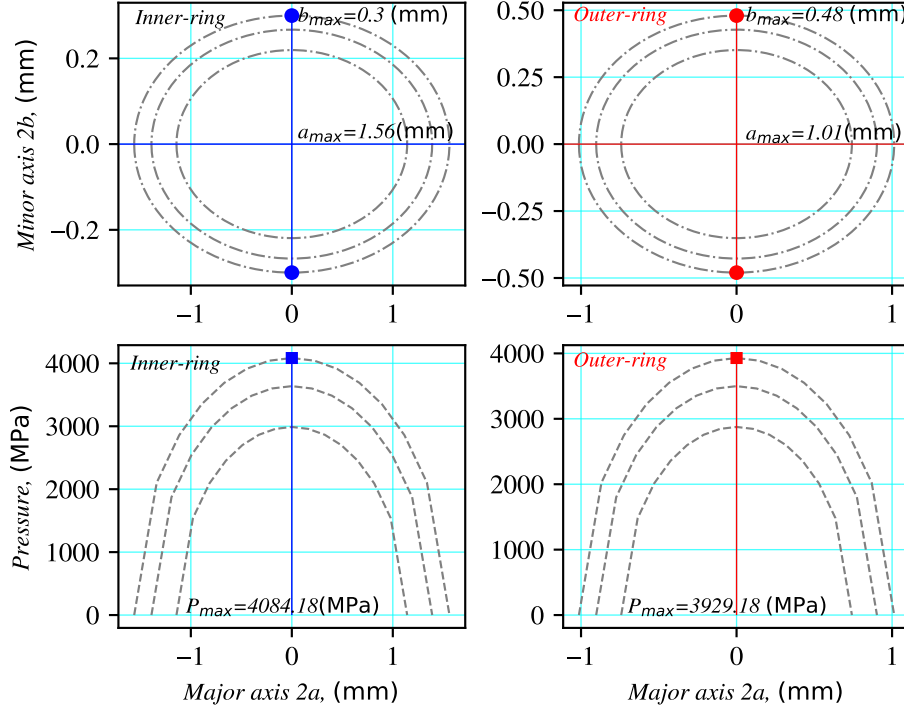 Inner-ring
b_max=0.3 (mm)
Minor axis 2b, (mm)
0.2
0.0
−0.2
a_max=1.56(mm)
−1
0
1
Outer-ring
b_max=0.48 (mm)
0.50
0.25
0.00
−0.25
−0.50
a_max=1.01(mm)
−1
0
1
Inner-ring
Pressure, (MPa)
4000
3000
2000
1000
0
P_max=4084.18(MPa)
−1
0
1
Major axis 2a, (mm)
Outer-ring
4000
3000
2000
1000
0
P_max=3929.18 (MPa)
−1
0
1
Major axis 2a, (mm)